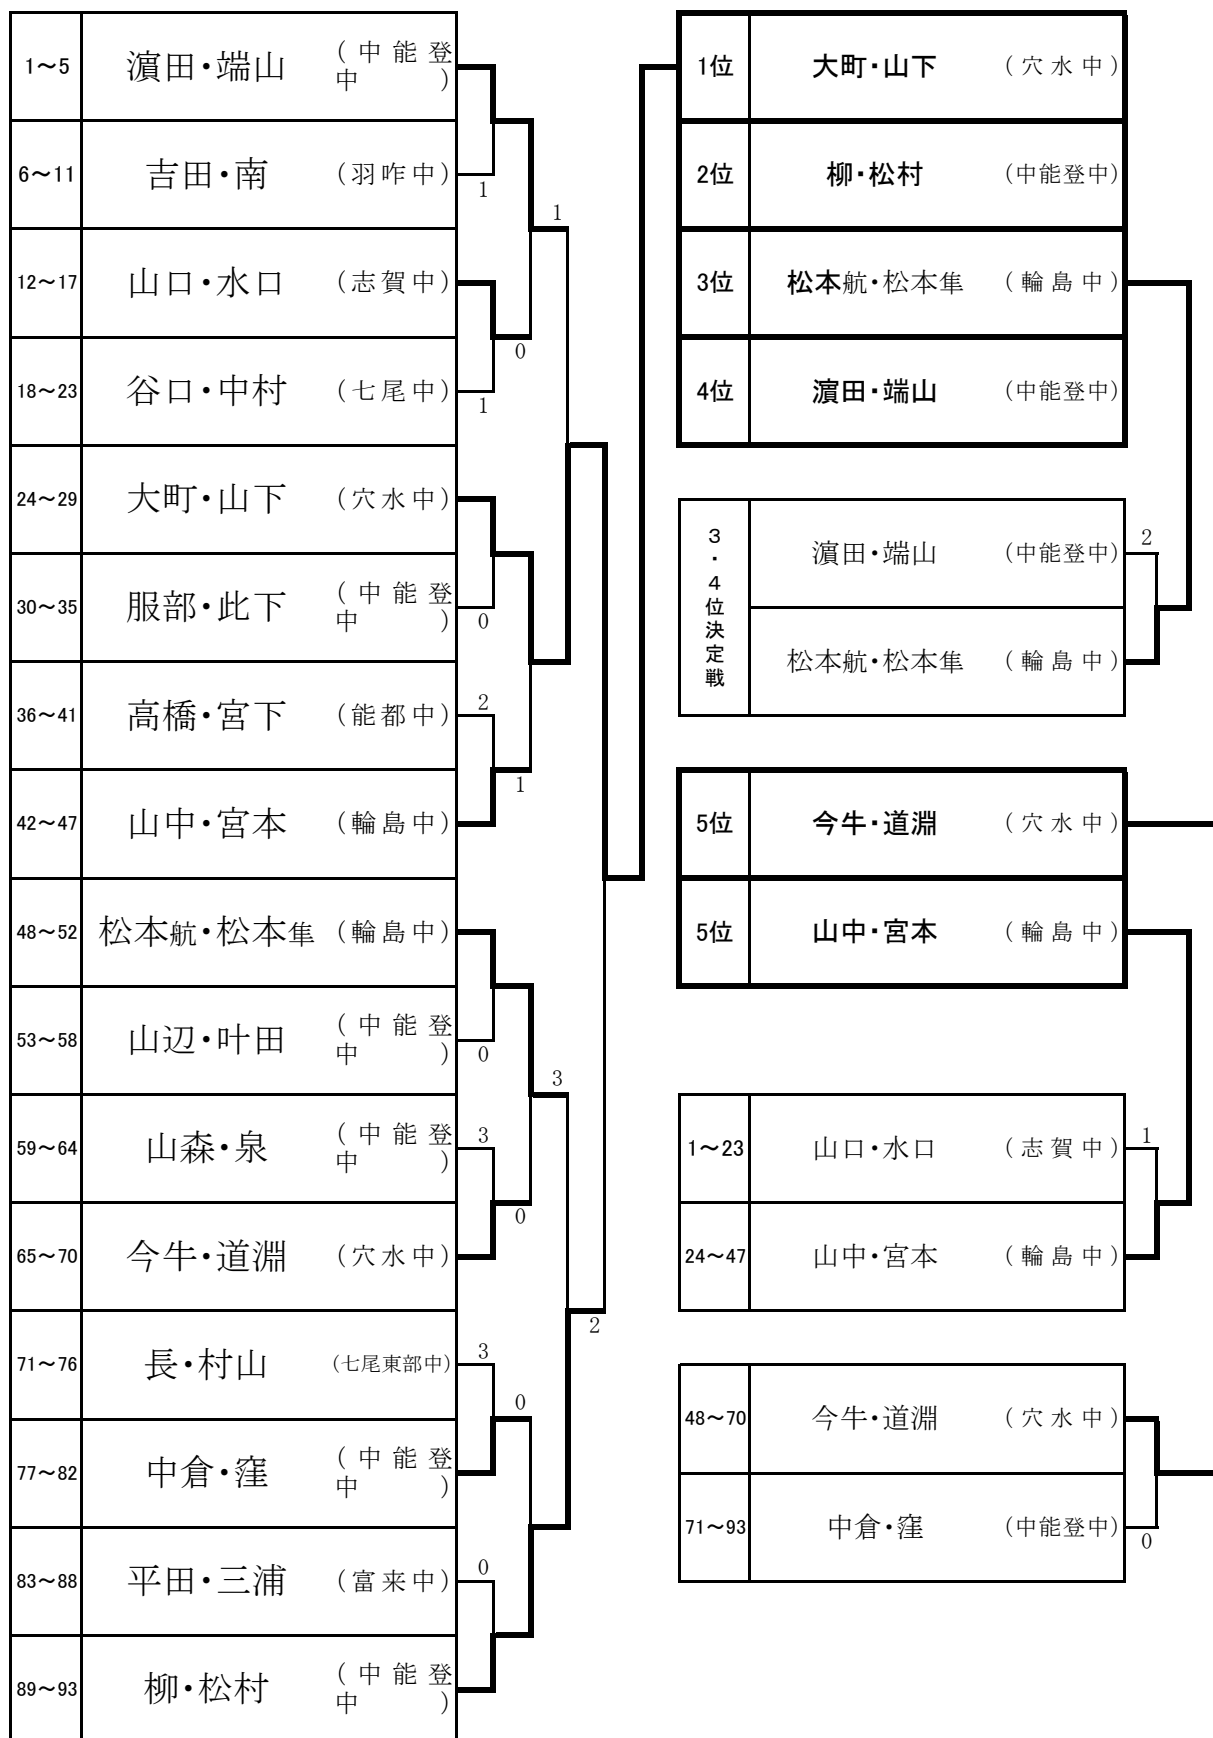 1～5 濵田・端山 (中能登中)
6～11 吉田・南 (羽咋中)
1
1
12～17 山口・水口 (志賀中)
0
18～23 谷口・中村 (七尾中)
1
24～29 大町・山下 (穴水中)
30～35 服部・此下 (中能登中)
0
36～41 高橋・宮下 (能都中)
2
1
42～47 山中・宮本 (輪島中)
48～52 松本航・松本隼 (輪島中)
53～58 山辺・叶田 (中能登中)
0
3
59～64 山森・泉 (中能登中)
3
0
65～70 今牛・道淵 (穴水中)
2
71～76 長・村山 (七尾東部中)
3
0
77～82 中倉・窪 (中能登中)
83～88 平田・三浦 (富来中)
0
89～93 柳・松村 (中能登中)
1位 大町・山下 (穴水中)
2位 柳・松村 (中能登中)
3位 松本航・松本隼 (輪島中)
4位 濵田・端山 (中能登中)
3・4位決定戦
濵田・端山 (中能登中)
2
松本航・松本隼 (輪島中)
5位 今牛・道淵 (穴水中)
5位 山中・宮本 (輪島中)
1～23 山口・水口 (志賀中)
1
24～47 山中・宮本 (輪島中)
48～70 今牛・道淵 (穴水中)
71～93 中倉・窪 (中能登中)
0